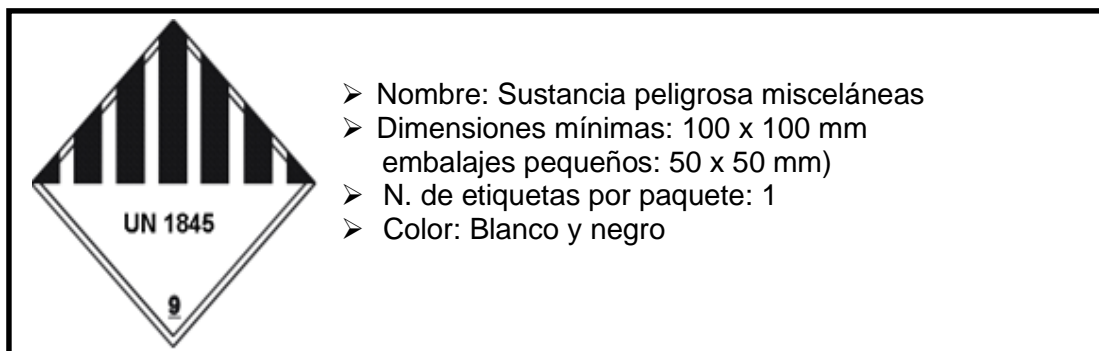 UN 1845
9
➢ Nombre: Sustancia peligrosa misceláneas
➢ Dimensiones mínimas: 100 x 100 mm
embalajes pequeños: 50 x 50 mm)
➢ N. de etiquetas por paquete: 1
➢ Color: Blanco y negro